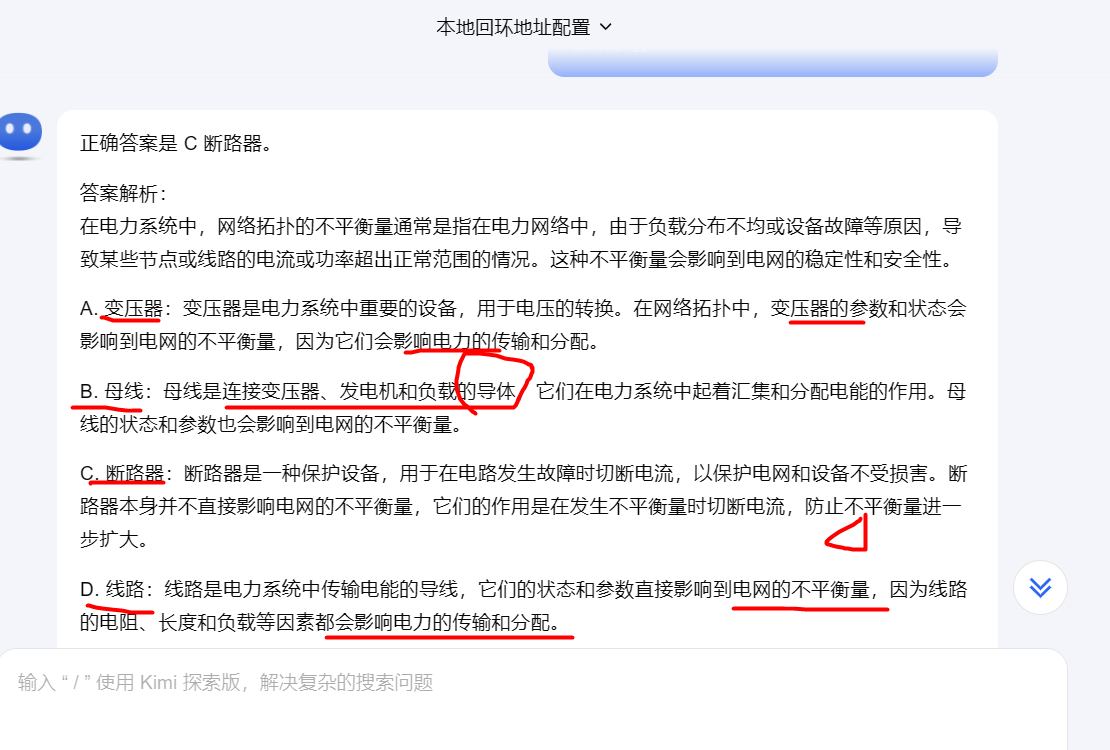 本地回环地址配置
正确答案是 C 断路器。
答案解析：
在电力系统中，网络拓扑的不平衡量通常是指在电力网络中，由于负载分布不均或设备故障等原因，导
致某些节点或线路的电流或功率超出正常范围的情况。这种不平衡量会影响到电网的稳定性和安全性。
A. 变压器：变压器是电力系统中重要的设备，用于电压的转换。在网络拓扑中，变压器的参数和状态会
影响到电网的不平衡量，因为它们会影响电力的传输和分配。
B. 母线：母线是连接变压器、发电机和负载的导体，它们在电力系统中起着汇集和分配电能的作用。母
线的状态和参数也会影响到电网的不平衡量。
C. 断路器：断路器是一种保护设备，用于在电路发生故障时切断电流，以保护电网和设备不受损害。断
路器本身并不直接影响电网的不平衡量，它们的作用是在发生不平衡量时切断电流，防止不平衡量进一
步扩大。
D. 线路：线路是电力系统中传输电能的导线，它们的状态和参数直接影响到电网的不平衡量，因为线路
的电阻、长度和负载等因素都会影响电力的传输和分配。
输入 “ / ” 使用 Kimi 探索版，解决复杂的搜索问题